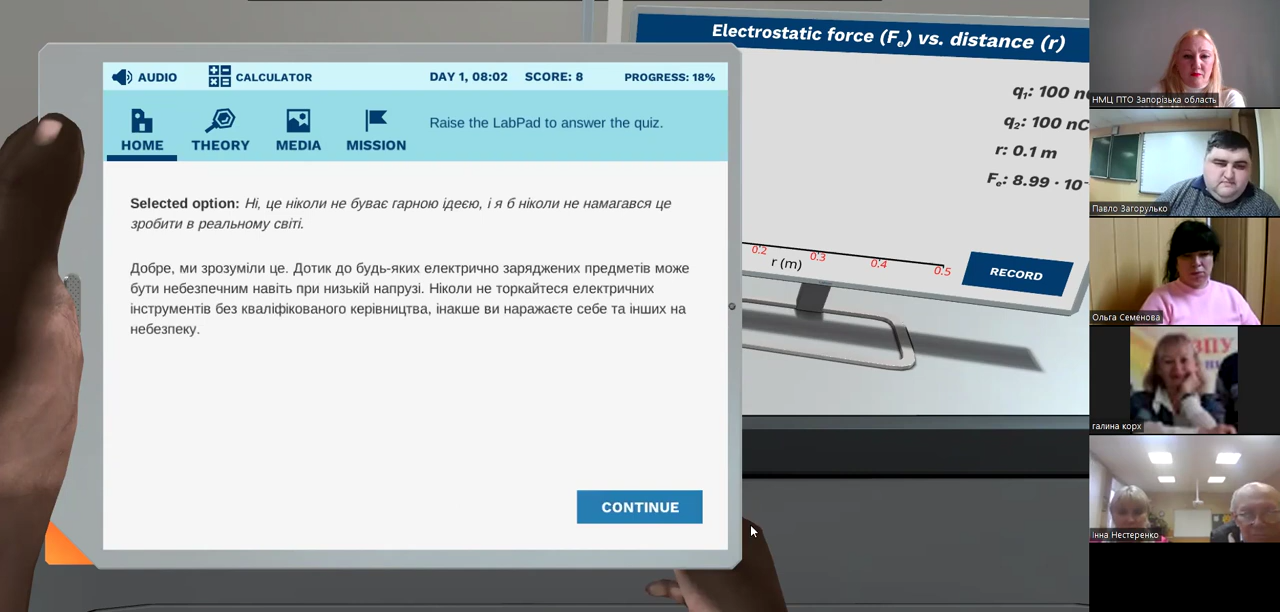 AUDIO
CALCULATOR
DAY 1, 08:02
SCORE: 8
PROGRESS: 18%
HOME
THEORY
MEDIA
MISSION
Raise the LabPad to answer the quiz.
Selected option: Ні, це ніколи не буває гарною ідеєю, і я б ніколи не намагався це
зробити в реальному світі.
Добре, ми зрозуміли це. Дотик до будь-яких електрично заряджених предметів може
бути небезпечним навіть при низькій напрузі. Ніколи не торкайтеся електричних
інструментів без кваліфікованого керівництва, інакше ви наражаєте себе та інших на
небезпеку.
CONTINUE
Electrostatic force (Fe) vs. distance (r)
q1: 100 n
q2: 100 nC
r: 0.1 m
Fe: 8.99 · 10-
0.2
0.3
0.4
0.5
r (m)
RECORD
НМЦ ПТО Запорізька область
Павло Загорулько
Ольга Семенова
ЗПУ
галина корх
Інна Нестеренко